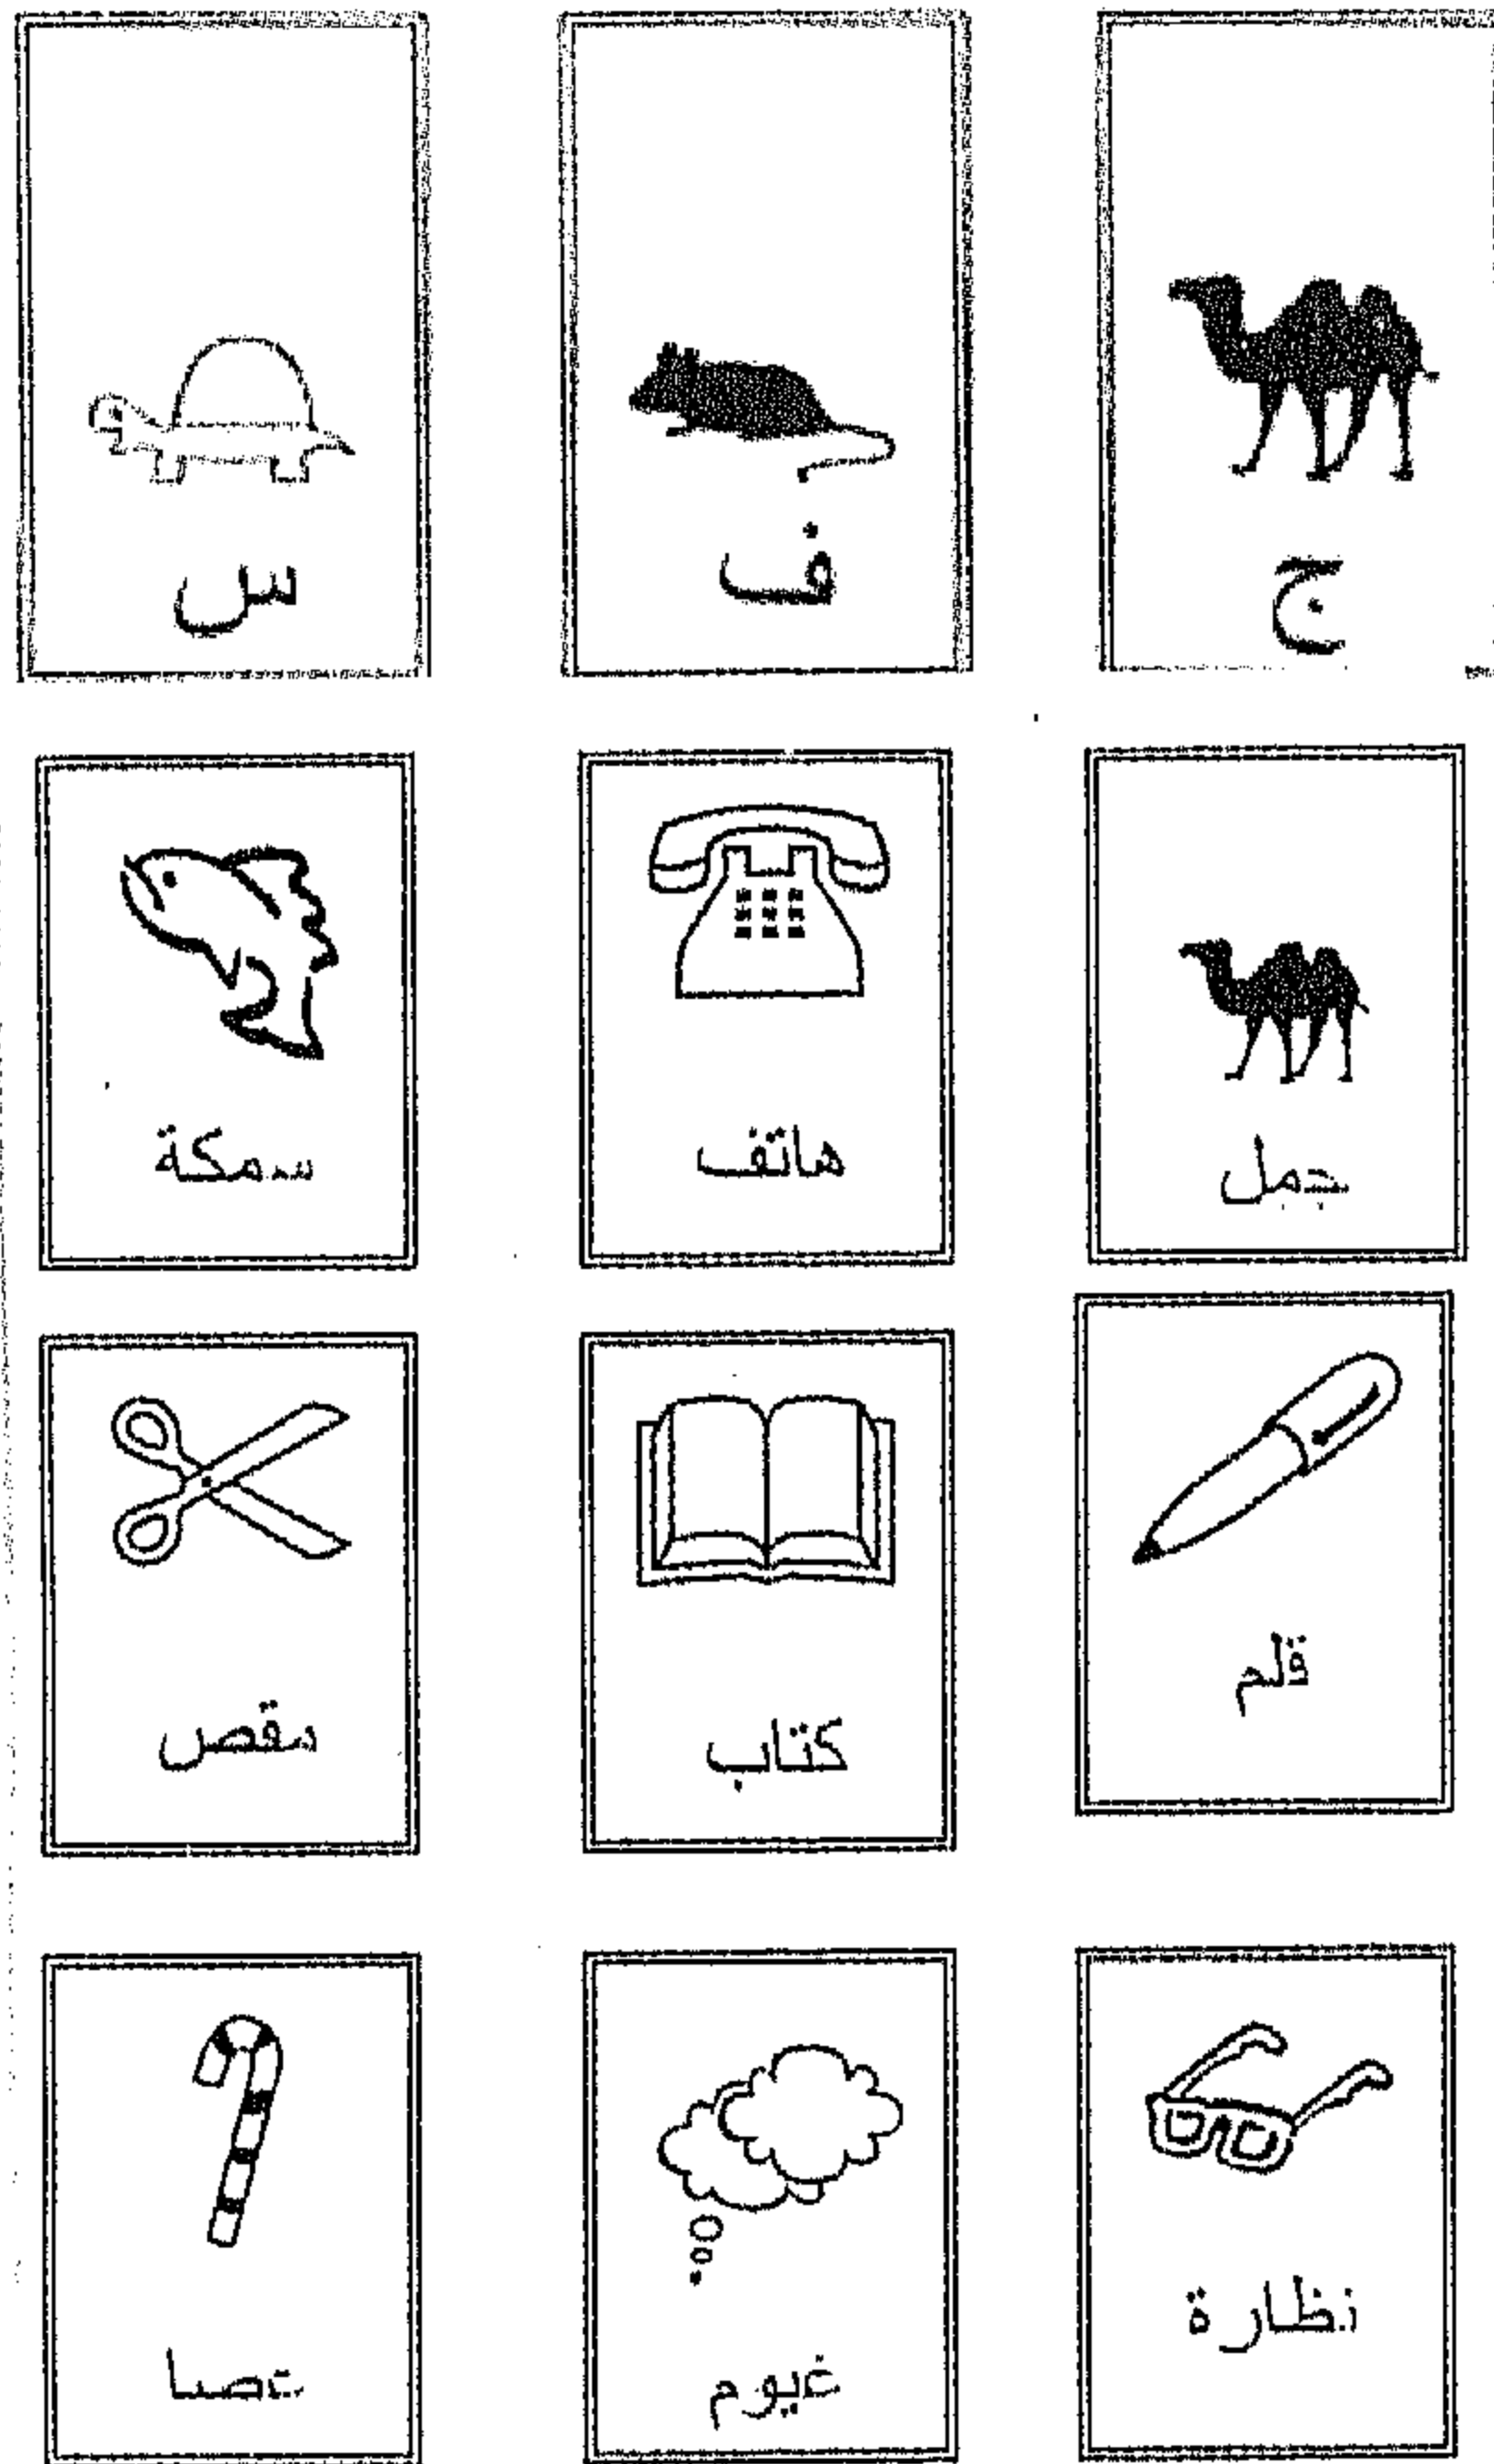 ج
ف
س
جمل
هاتف
سمكة
قلم
كتاب
مقص
نظارة
غيوم
عصا